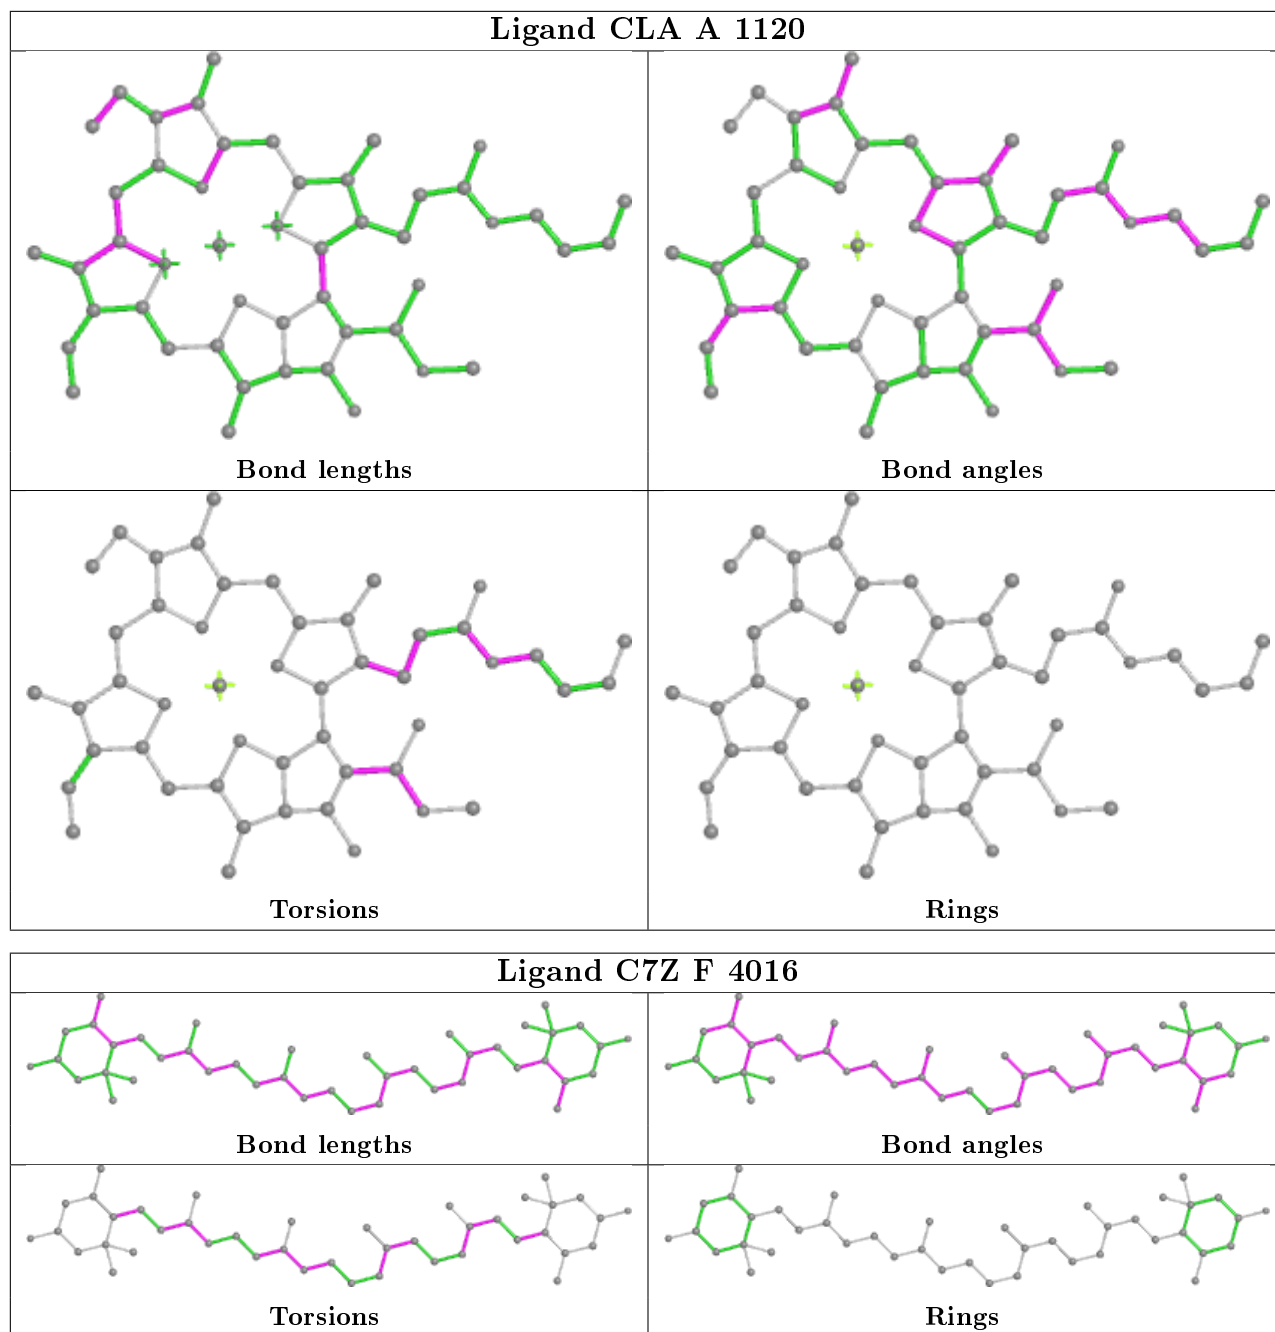 Ligand CLA A 1120
Bond lengths
Bond angles
Torsions
Rings
Ligand C7Z F 4016
Bond lengths
Bond angles
Torsions
Rings